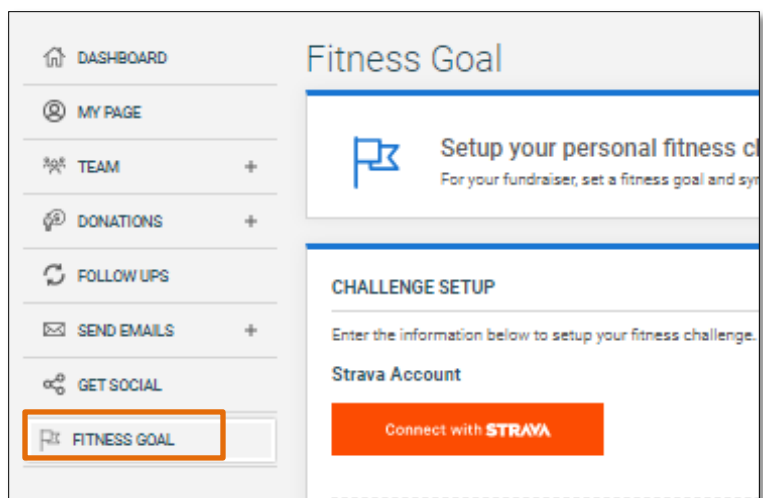 DASHBOARD
MY PAGE
TEAM +
DONATIONS +
FOLLOW UPS
SEND EMAILS +
GET SOCIAL
FITNESS GOAL
Fitness Goal
Setup your personal fitness
For your fundraiser, set a fitness goal and
CHALLENGE SETUP
Enter the information below to setup your fitness challenge.
Strava Account
Connect with STRAVA